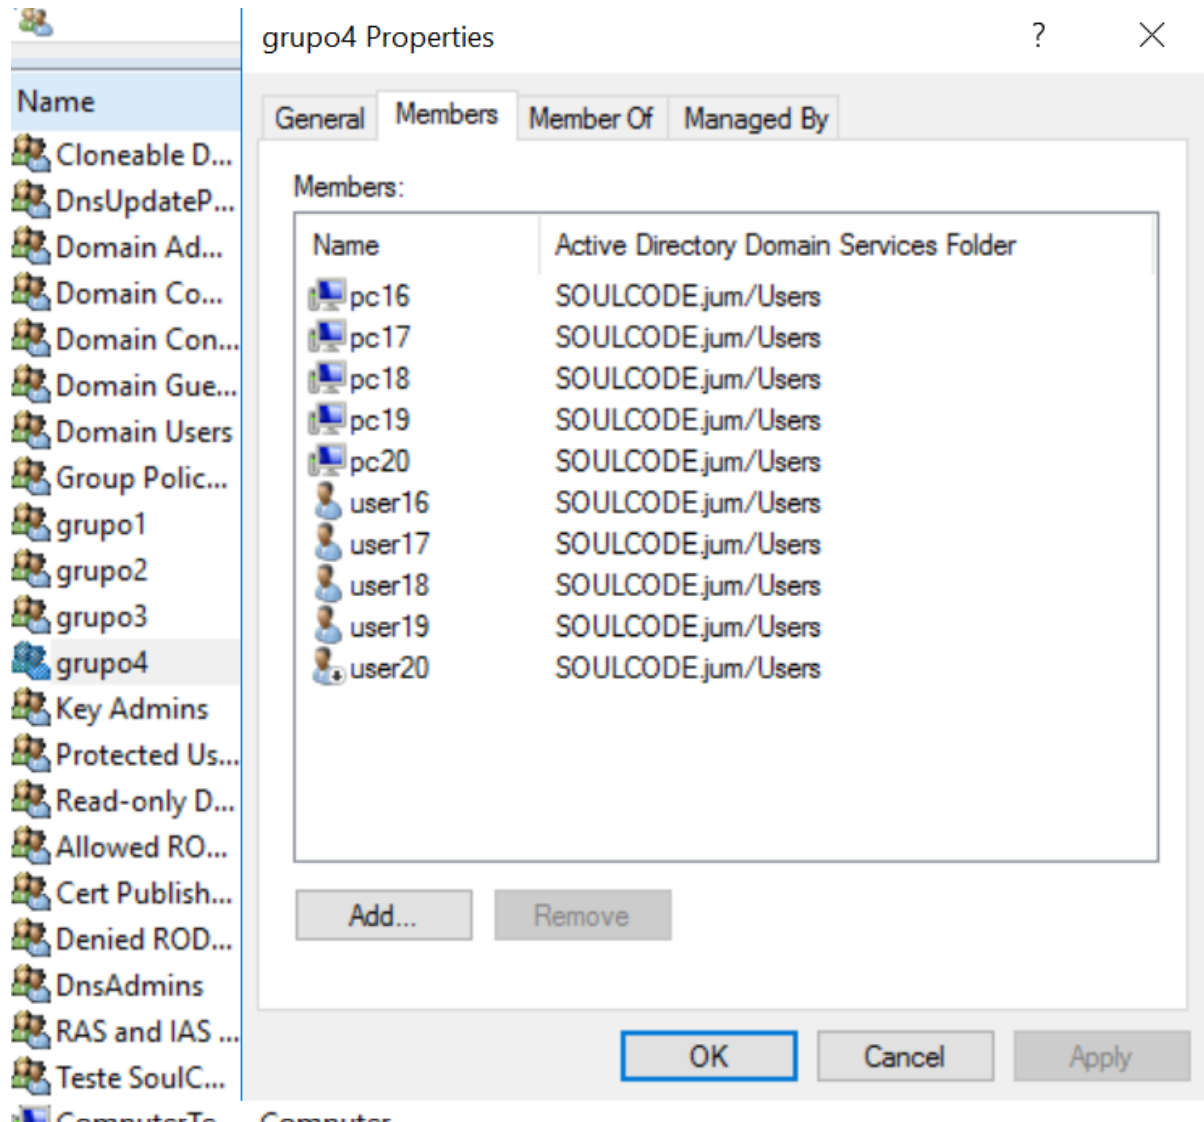 grupo4 Properties
?
Name
Cloneable D...
DnsUpdateP...
Domain Ad...
Domain Co...
Domain Con...
Domain Gue...
Domain Users
Group Polic...
grupo1
grupo2
grupo3
grupo4
Key Admins
Protected Us...
Read-only D...
Allowed RO...
Cert Publish...
Denied ROD...
DnsAdmins
RAS and IAS ...
Teste SoulC...
ComputerTe...
Computer
General Members Member Of Managed By
Members:
Name Active Directory Domain Services Folder
pc16 SOULCODE.jum/Users
pc17 SOULCODE.jum/Users
pc18 SOULCODE.jum/Users
pc19 SOULCODE.jum/Users
pc20 SOULCODE.jum/Users
user16 SOULCODE.jum/Users
user17 SOULCODE.jum/Users
user18 SOULCODE.jum/Users
user19 SOULCODE.jum/Users
user20 SOULCODE.jum/Users
Add... Remove
OK Cancel Apply